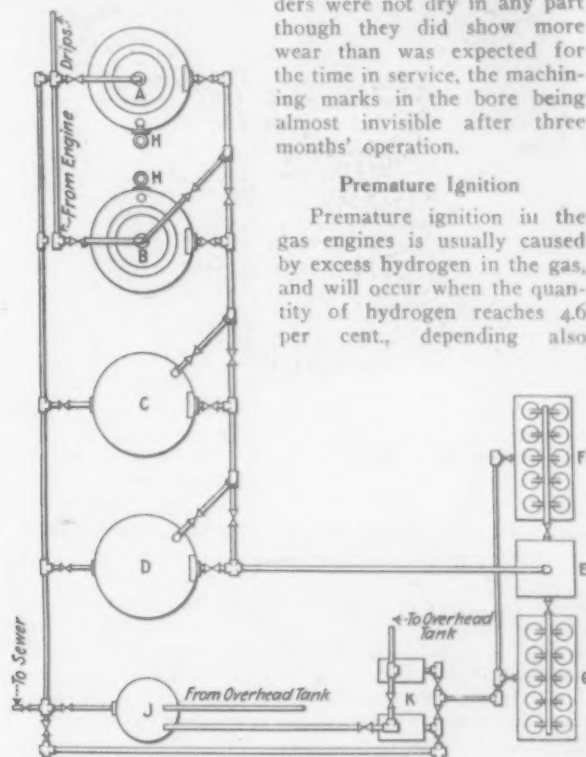 ders were not dry in any part
though they did show more
wear than was expected for
the time in service, the machin-
ing marks in the bore being
almost invisible after three
months' operation.
Premature Ignition
Premature ignition in the
gas engines is usually caused
by excess hydrogen in the gas,
and will occur when the quan-
tity of hydrogen reaches 4.6
per cent., depending also
Drips
From Engine
A
H
H
B
C
D
F
E
G
To Sewer
To Overhead
Tank
From Overhead Tank
J
K